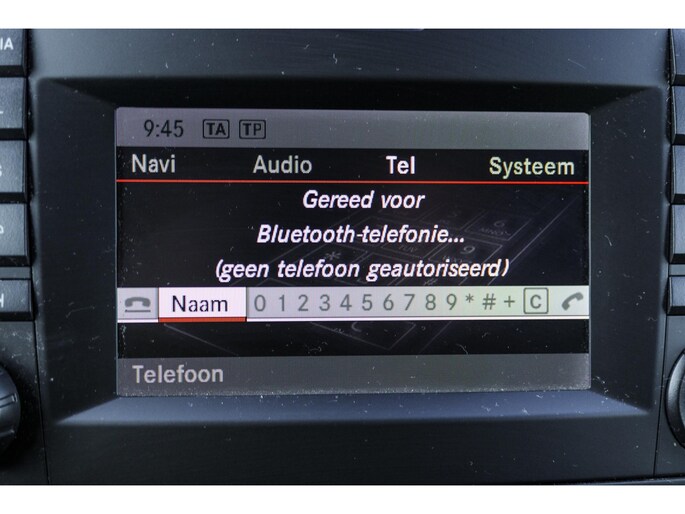 9:45 TA TP
Navi Audio Tel Systeem
Gereed voor
Bluetooth-telefonie...
(geen telefoon geautoriseerd)
Naam 0 1 2 3 4 5 6 7 8 9 * # + C
Telefoon